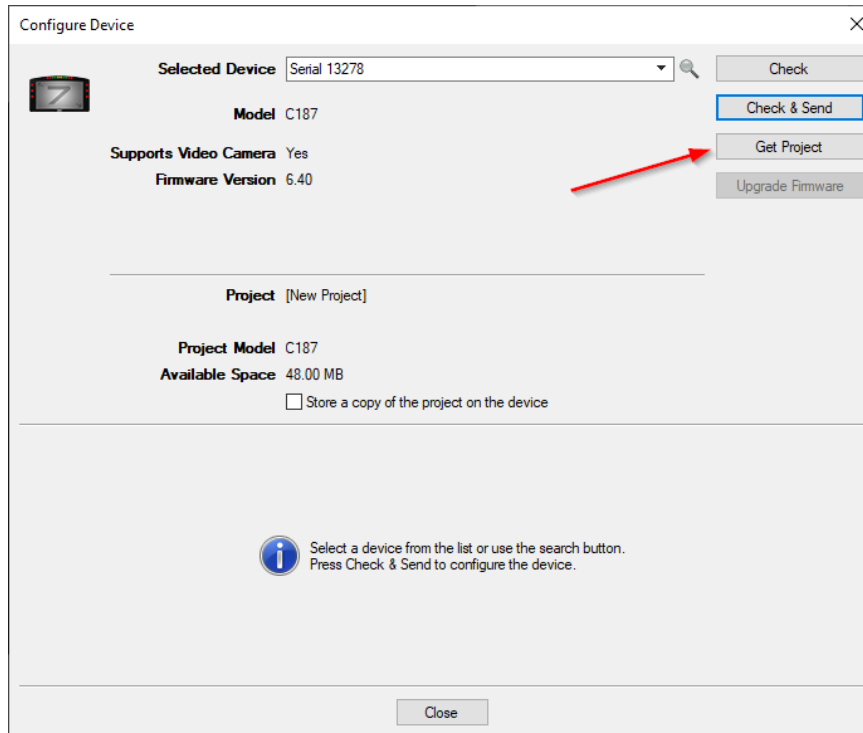 Configure Device
Selected Device Serial 13278
Check
Model C187
Check & Send
Supports Video Camera Yes
Get Project
Firmware Version 6.40
Upgrade Firmware
Project [New Project]
Project Model C187
Available Space 48.00 MB
Store a copy of the project on the device
Select a device from the list or use the search button.
Press Check & Send to configure the device.
Close